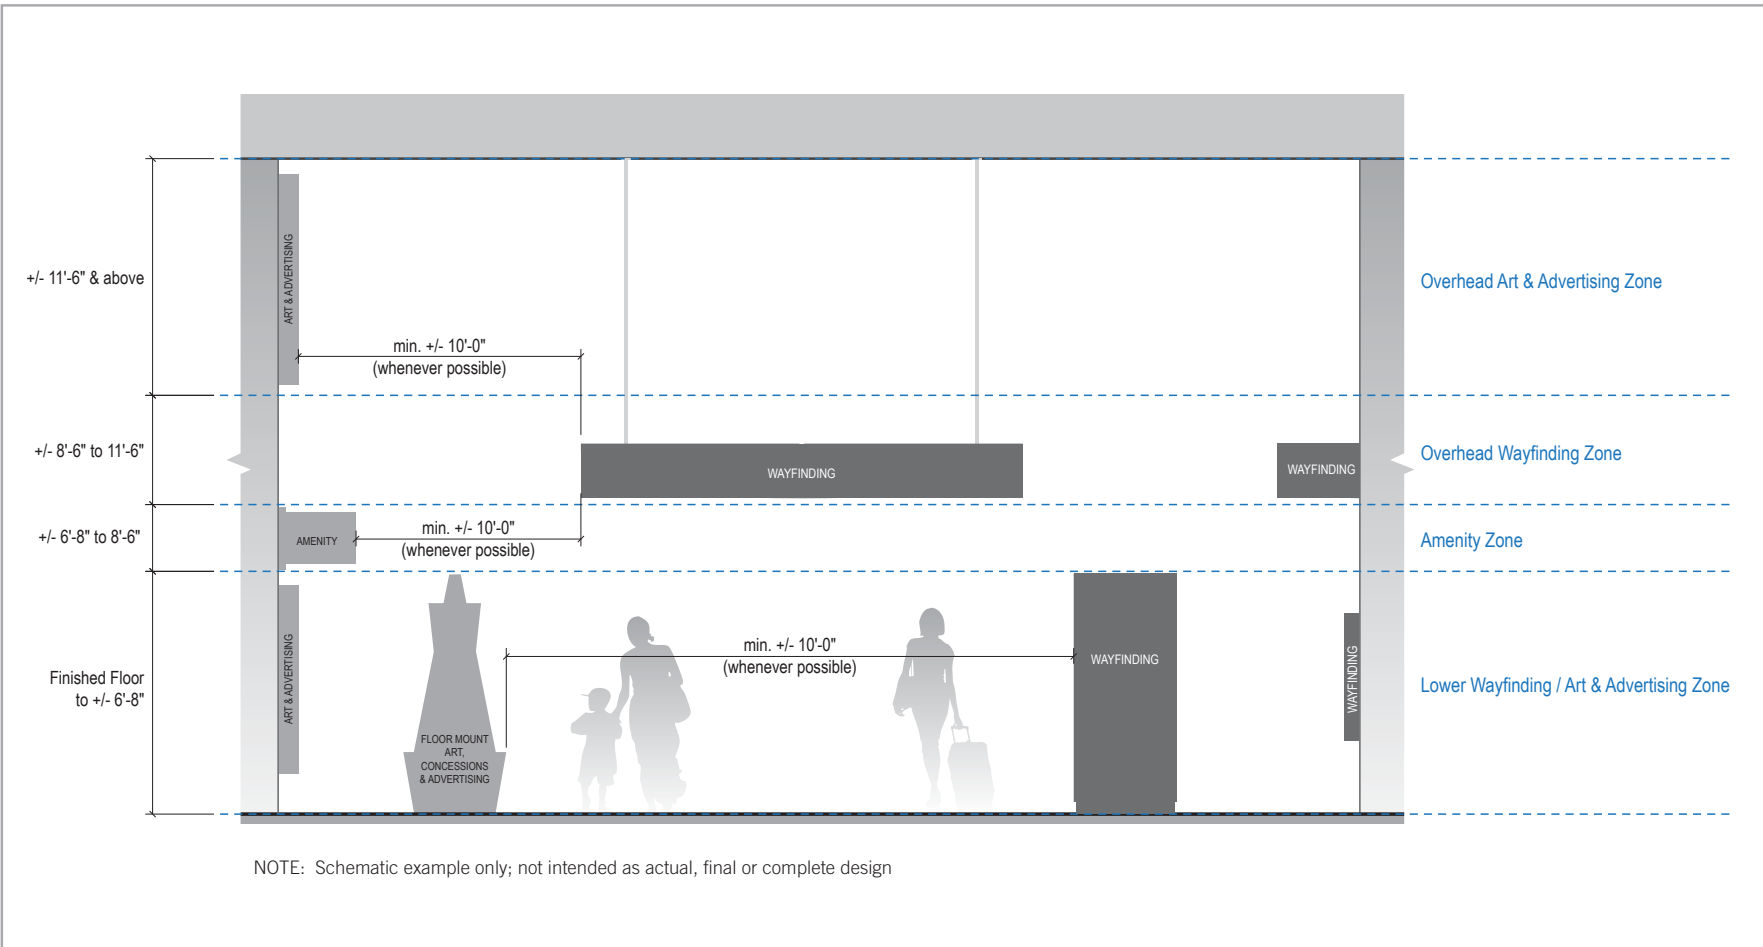 +/- 11'-6" & above
ART & ADVERTISING
Overhead Art & Advertising Zone
min. +/- 10'-0"
(whenever possible)
+/- 8'-6" to 11'-6"
WAYFINDING
WAYFINDING
Overhead Wayfinding Zone
+/- 6'-8" to 8'-6"
AMENITY
min. +/- 10'-0"
(whenever possible)
Amenity Zone
Finished Floor
to +/- 6'-8"
ART & ADVERTISING
FLOOR MOUNT
ART,
CONCESSIONS
& ADVERTISING
min. +/- 10'-0"
(whenever possible)
WAYFINDING
WAYFINDING
Lower Wayfinding / Art & Advertising Zone
NOTE: Schematic example only; not intended as actual, final or complete design